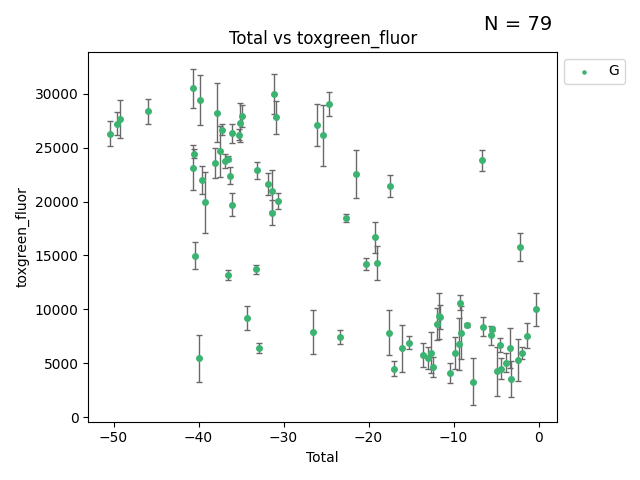 N = 79
Total vs toxgreen_fluor
G
toxgreen_fluor
30000
25000
20000
15000
10000
5000
0
−50 −40 −30 −20 −10 0
Total